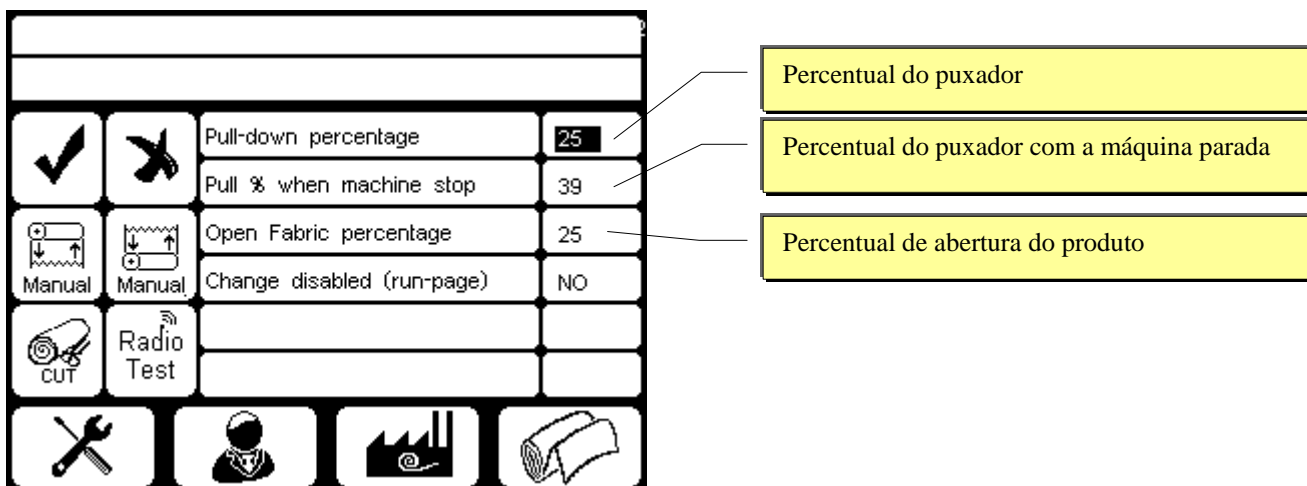 Pull-down percentage 25
Pull % when machine stop 39
Open Fabric percentage 25
Change disabled (run-page) NO
Manual Manual
CUT
Radio
Test
Percentual do puxador
Percentual do puxador com a máquina parada
Percentual de abertura do produto